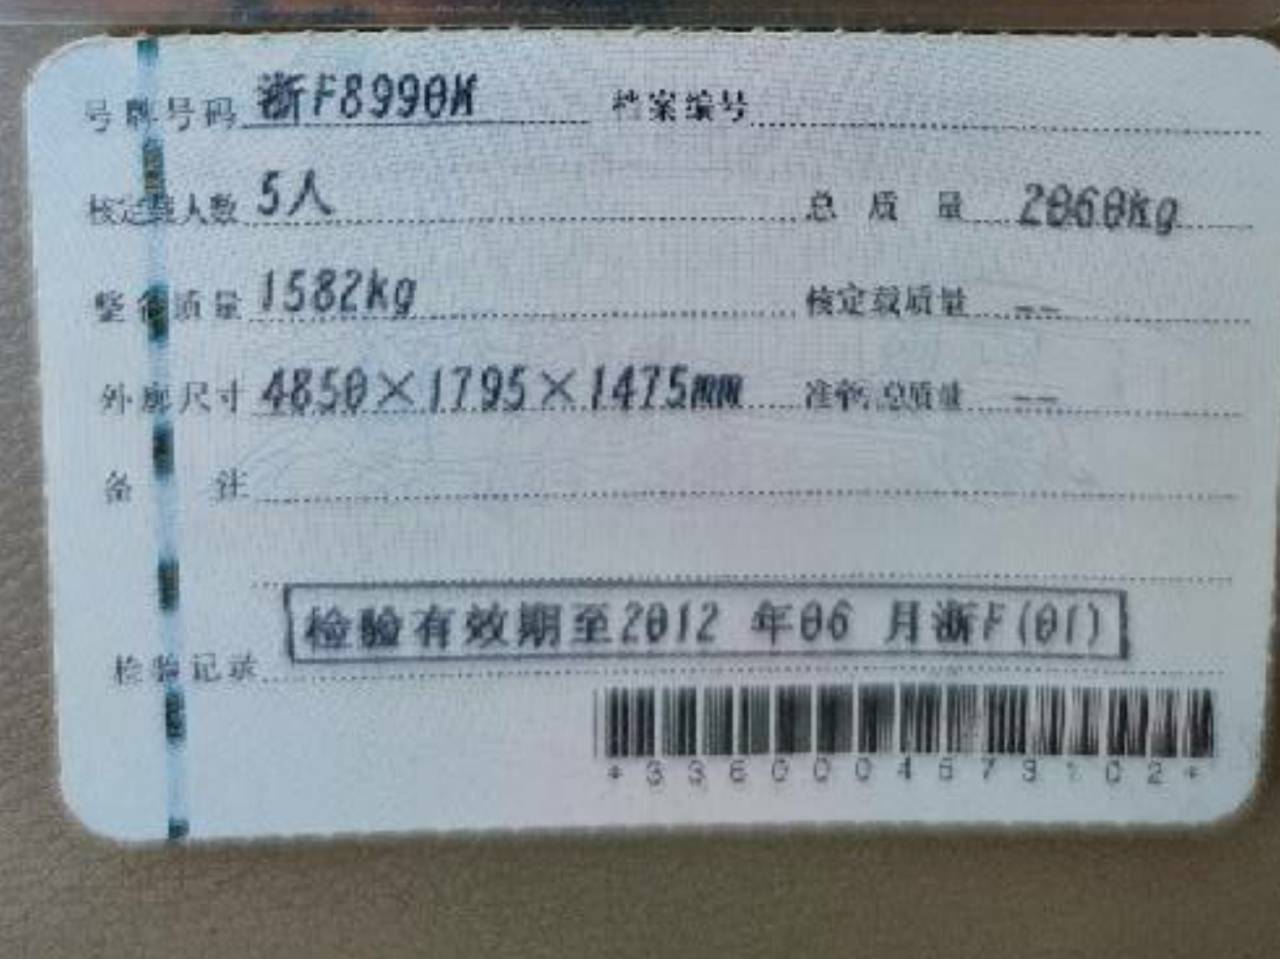 号牌号码 浙F8990M 档案编号
核定载人数 5人 总质量 2060kg
整备质量 1582kg 核定载质量 --
外廓尺寸 4850×1795×1475mm 准牵总质量 --
备注
检验有效期至2012 年06 月浙F(01)
检验记录